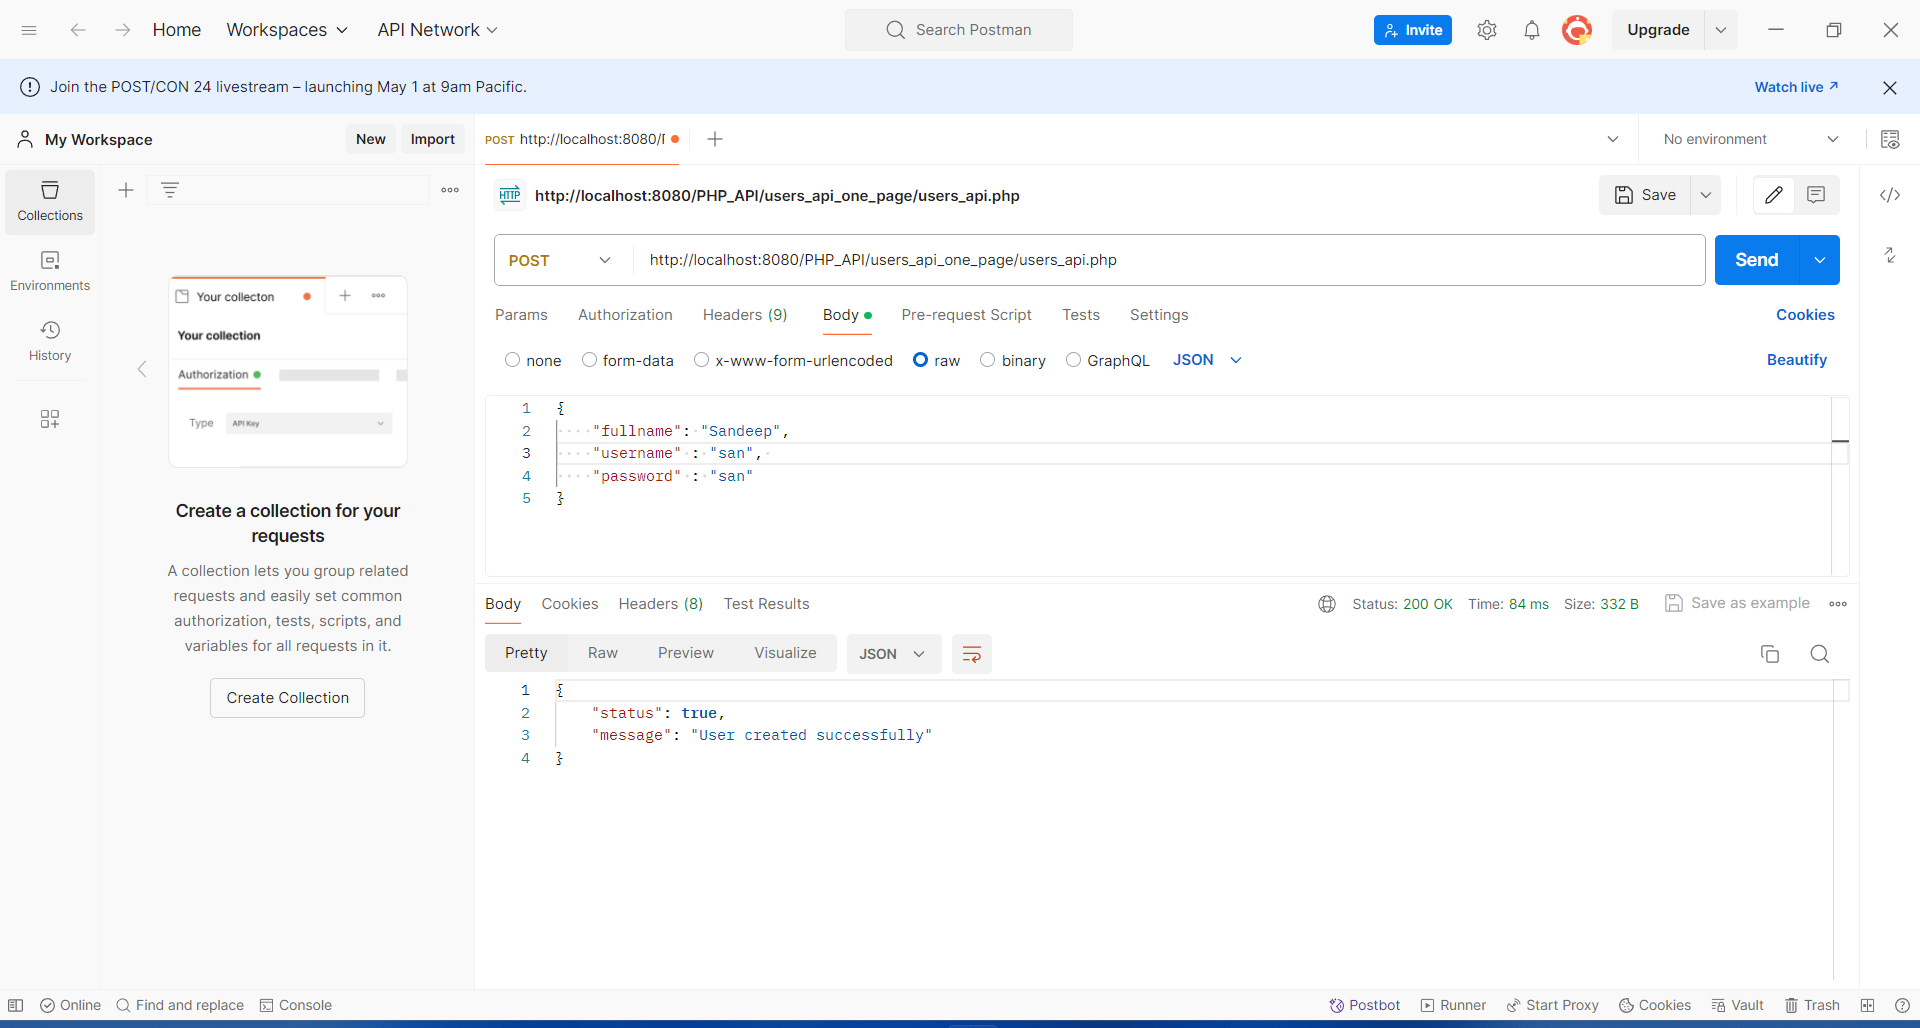 Home Workspaces API Network Search Postman Invite Upgrade
Join the POST/CON 24 livestream – launching May 1 at 9am Pacific. Watch live
My Workspace New Import POST http://localhost:8080/ No environment
Collections
Environments
History
Your collecton
Your collection
Authorization
Type API Key
Create a collection for your
requests
A collection lets you group related
requests and easily set common
authorization, tests, scripts, and
variables for all requests in it.
Create Collection
HTTP http://localhost:8080/PHP_API/users_api_one_page/users_api.php Save
POST http://localhost:8080/PHP_API/users_api_one_page/users_api.php Send
Params Authorization Headers (9) Body Pre-request Script Tests Settings Cookies
none form-data x-www-form-urlencoded raw binary GraphQL JSON Beautify
1 {
2 "fullname": "Sandeep",
3 "username" : "san",
4 "password" : "san"
5 }
Body Cookies Headers (8) Test Results Status: 200 OK Time: 84 ms Size: 332 B Save as example
Pretty Raw Preview Visualize JSON
1 {
2 "status": true,
3 "message": "User created successfully"
4 }
Online Find and replace Console Postbot Runner Start Proxy Cookies Vault Trash